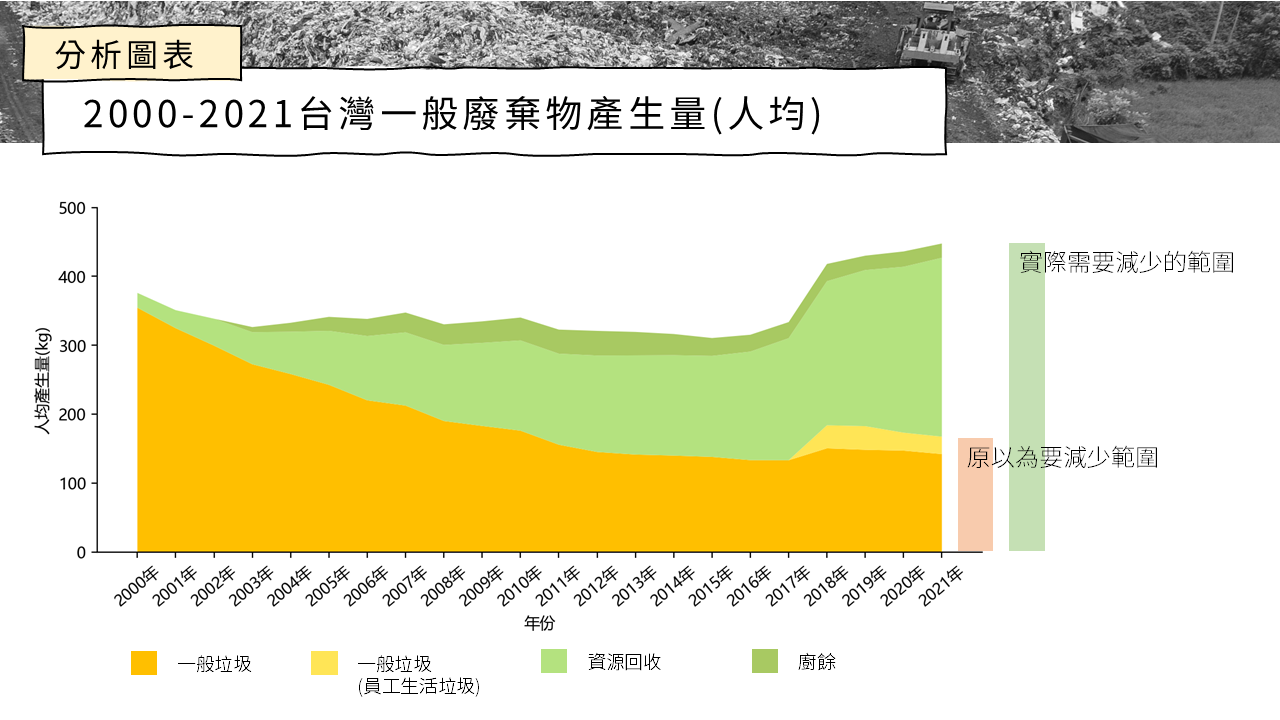 分析圖表
2000-2021台灣一般廢棄物產生量(人均)
500
400
300
200
100
0
人均產生量(kg)
實際需要減少的範圍
原以為要減少範圍
2000年
2001年
2002年
2003年
2004年
2005年
2006年
2007年
2008年
2009年
2010年
2011年
2012年
2013年
2014年
2015年
2016年
2017年
2018年
2019年
2020年
2021年
年份
一般垃圾
一般垃圾
(員工生活垃圾)
資源回收
廚餘